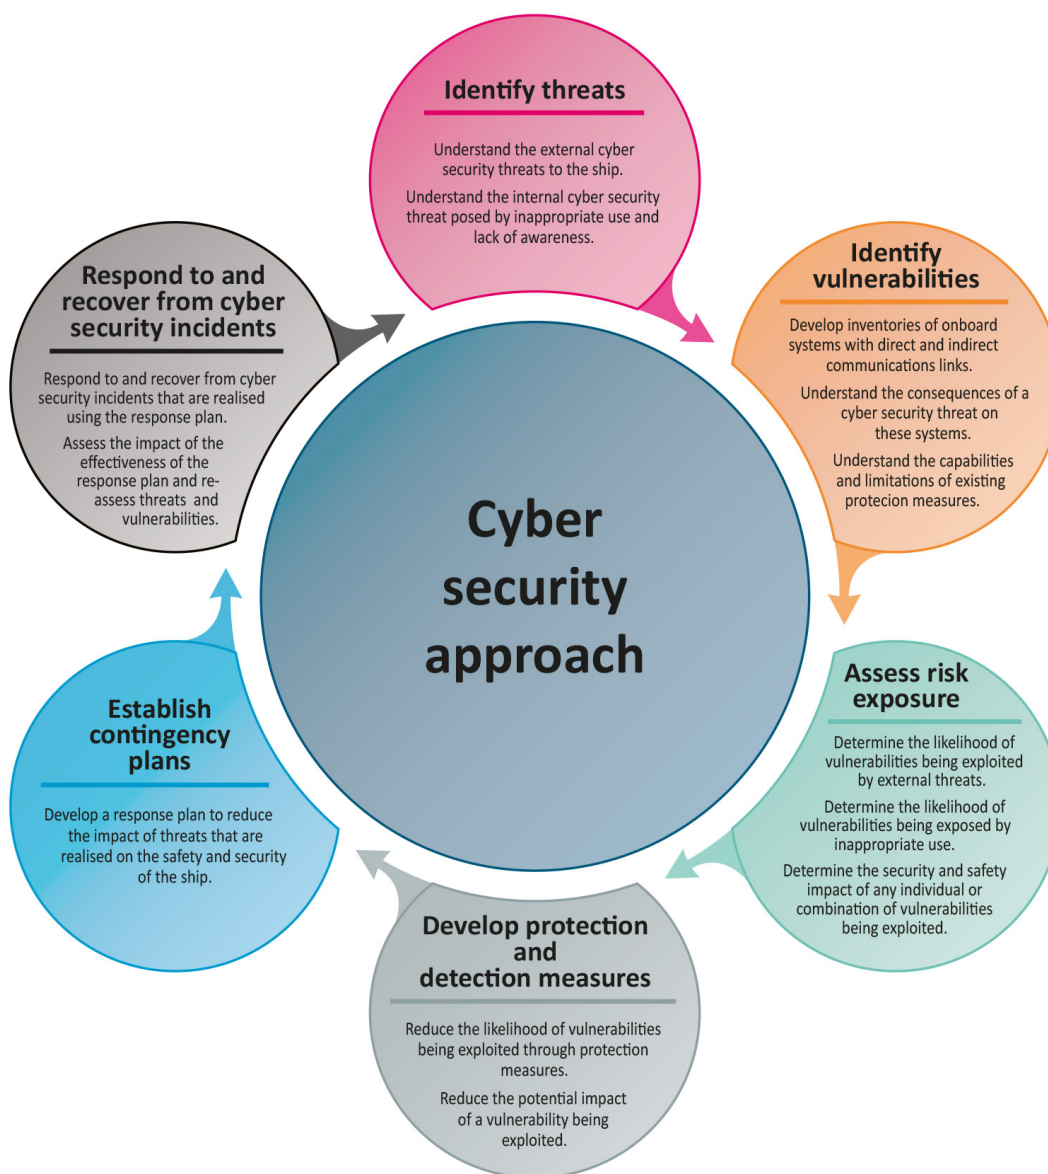 Identify threats
Understand the external cyber
security threats to the ship.
Understand the internal cyber security
threat posed by inappropriate use and
lack of awareness.
Identify
vulnerabilities
Develop inventories of onboard
systems with direct and indirect
communications links.
Understand the consequences of a
cyber security threat on
these systems.
Understand the capabilities
and limitations of existing
protecion measures.
Assess risk
exposure
Determine the likelihood of
vulnerabilities being exploited
by external threats.
Determine the likelihood of
vulnerabilities being exposed by
inappropriate use.
Determine the security and safety
impact of any individual or
combination of vulnerabilities
being exploited.
Develop protection
and
detection measures
Reduce the likelihood of vulnerabilities
being exploited through protection
measures.
Reduce the potential impact
of a vulnerability being
exploited.
Establish
contingency
plans
Develop a response plan to reduce
the impact of threats that are
realised on the safety and security
of the ship.
Respond to and
recover from cyber
security incidents
Respond to and recover from cyber
security incidents that are realised
using the response plan.
Assess the impact of the
effectiveness of the
response plan and re-
assess threats and
vulnerabilities.
Cyber
security
approach